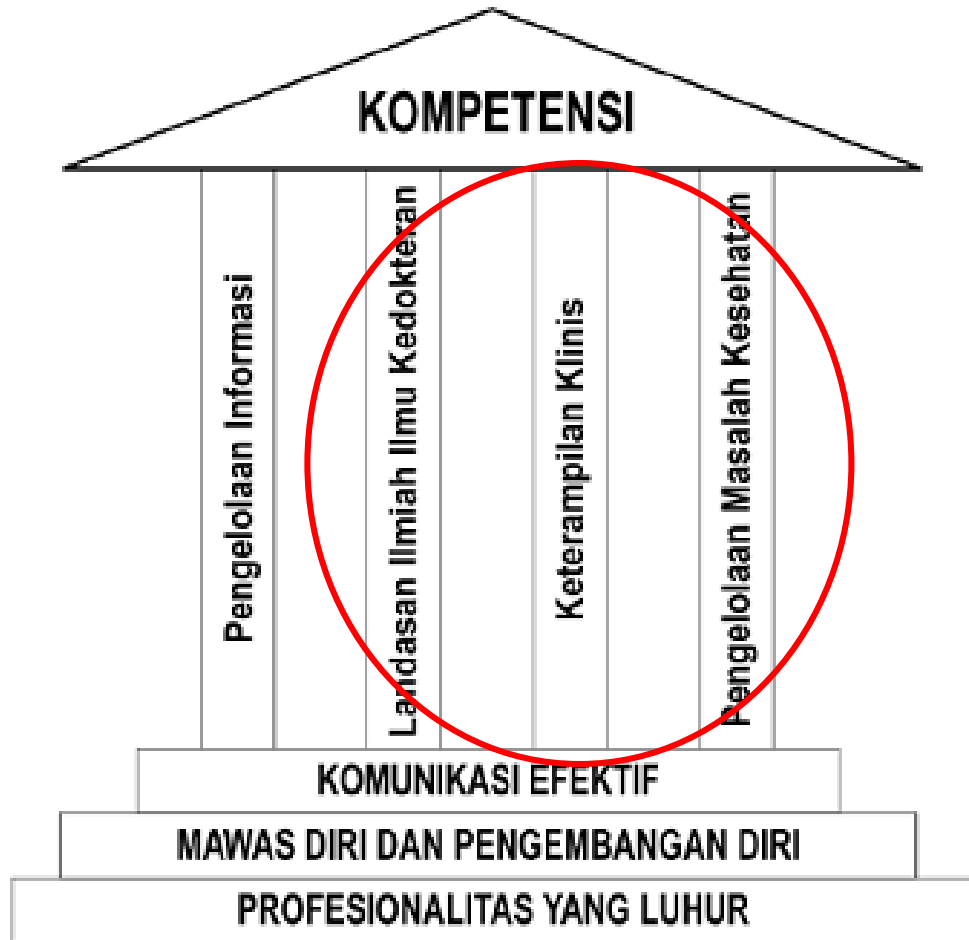 KOMPETENSI
Pengelolaan Informasi
Landasan Ilmiah Ilmu Kedokteran
Keterampilan Klinis
Pengelolaan Masalah Kesehatan
KOMUNIKASI EFEKTIF
MAWAS DIRI DAN PENGEMBANGAN DIRI
PROFESIONALITAS YANG LUHUR